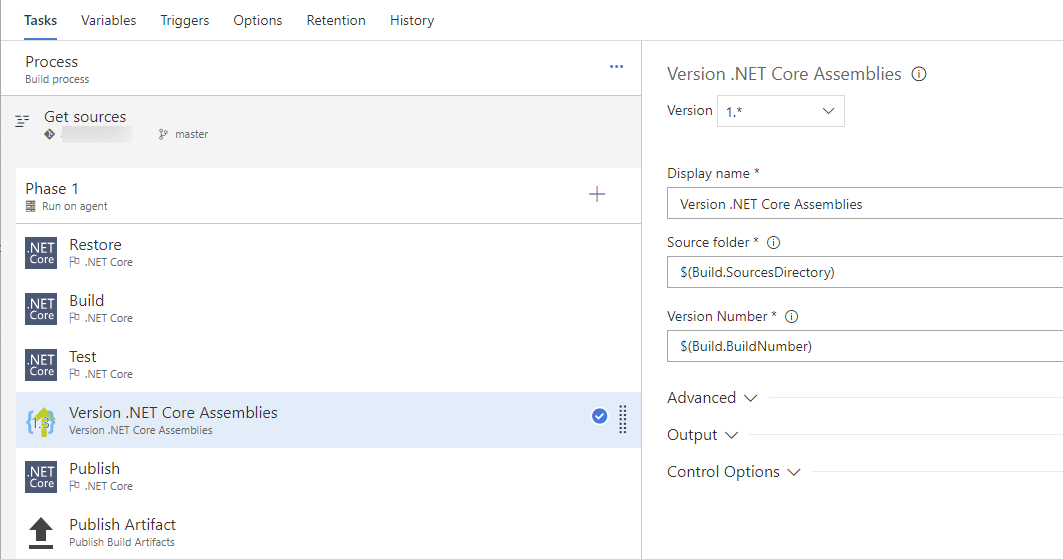 Tasks Variables Triggers Options Retention History
Process
Build process
Get sources
master
Phase 1
Run on agent
.NET Core
Restore
.NET Core
.NET Core
Build
.NET Core
.NET Core
Test
.NET Core
Version .NET Core Assemblies
Version .NET Core Assemblies
.NET Core
Publish
.NET Core
Publish Artifact
Publish Build Artifacts
Version .NET Core Assemblies
Version 1.*
Display name *
Version .NET Core Assemblies
Source folder *
$(Build.SourcesDirectory)
Version Number *
$(Build.BuildNumber)
Advanced
Output
Control Options